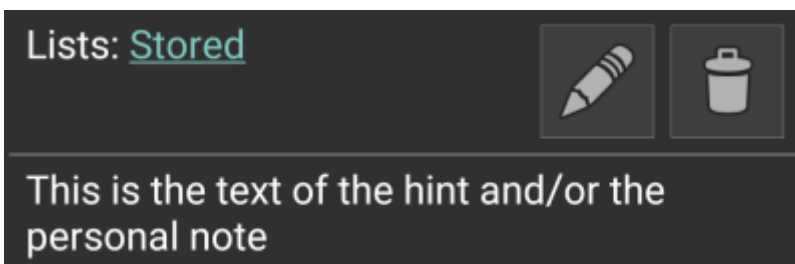 Lists: Stored
This is the text of the hint and/or the
personal note